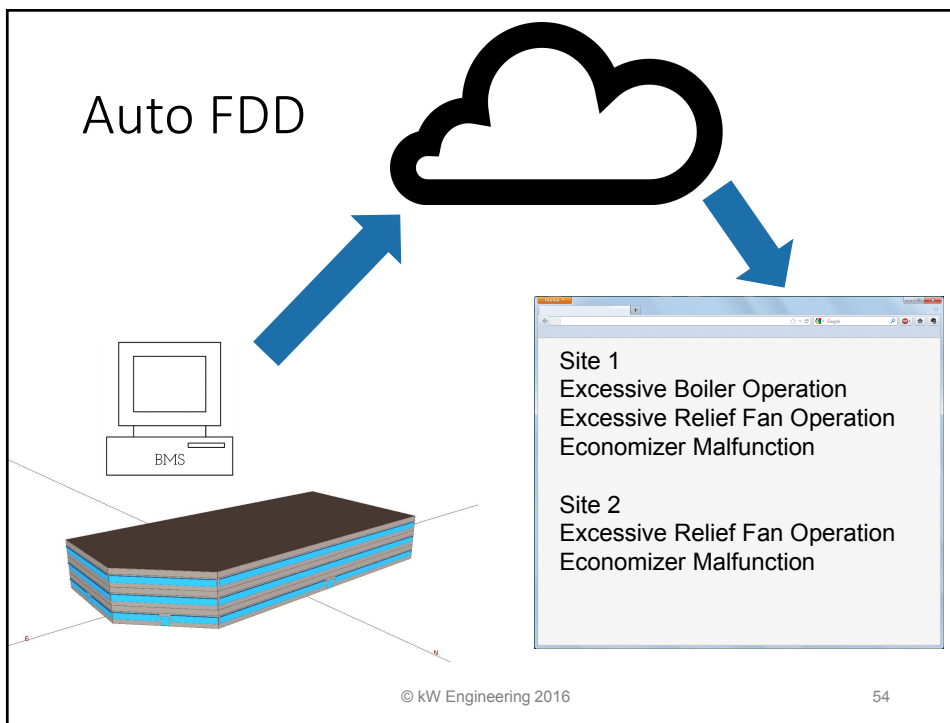 Auto FDD
BMS
Google
Site 1
Excessive Boiler Operation
Excessive Relief Fan Operation
Economizer Malfunction
Site 2
Excessive Relief Fan Operation
Economizer Malfunction
N
© kW Engineering 2016
54